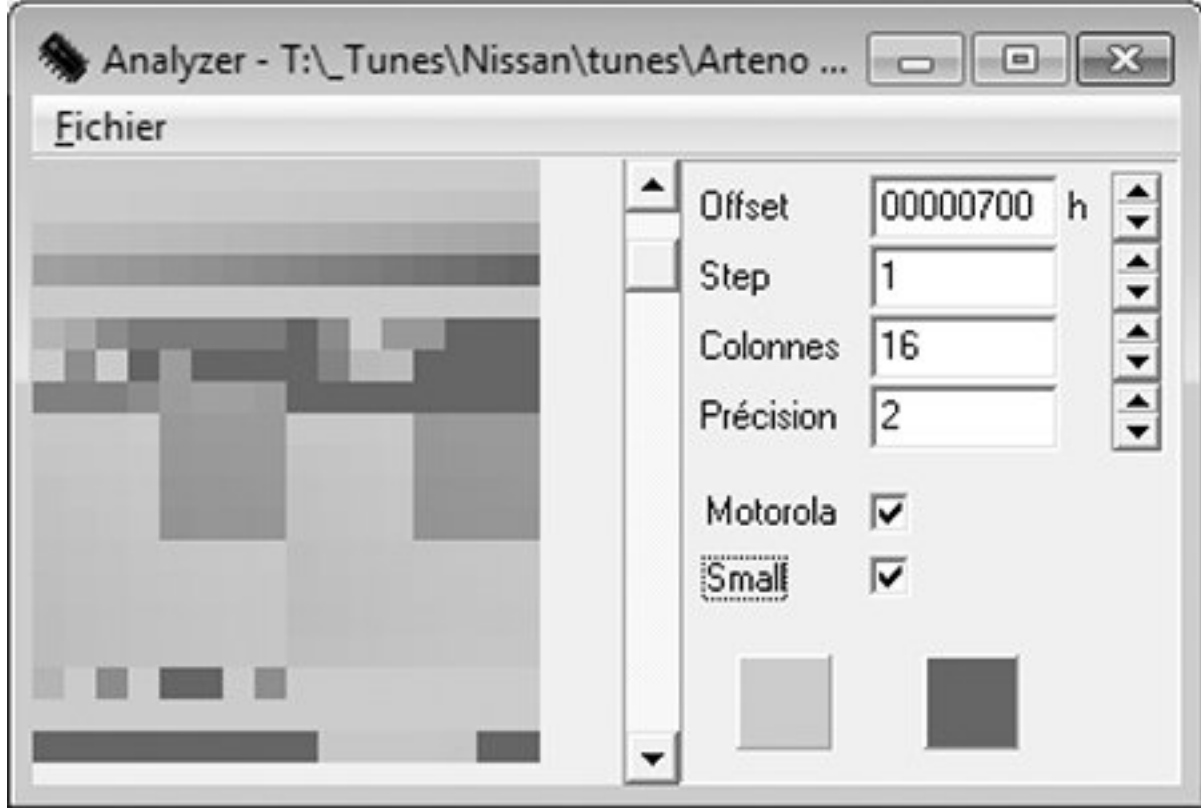 Analyzer - T:\_Tunes\Nissan\tunes\Arteno ...
Fichier
Offset 00000700 h
Step 1
Colonnes 16
Précision 2
Motorola
Small